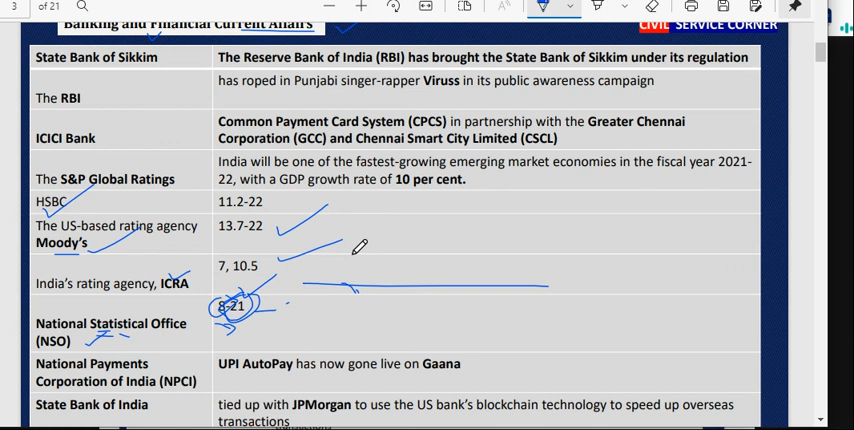 3 of 21
Banking and Financial Current Affairs
CIVIL SERVICE CORNER
State Bank of Sikkim
The Reserve Bank of India (RBI) has brought the State Bank of Sikkim under its regulation
The RBI
has roped in Punjabi singer-rapper Viruss in its public awareness campaign
ICICI Bank
Common Payment Card System (CPCS) in partnership with the Greater Chennai
Corporation (GCC) and Chennai Smart City Limited (CSCL)
The S&P Global Ratings
India will be one of the fastest-growing emerging market economies in the fiscal year 2021-
22, with a GDP growth rate of 10 per cent.
HSBC
11.2-22
The US-based rating agency
Moody's
13.7-22
India's rating agency, ICRA
7, 10.5
National Statistical Office
(NSO)
8-21
National Payments
Corporation of India (NPCI)
UPI AutoPay has now gone live on Gaana
State Bank of India
tied up with JPMorgan to use the US bank's blockchain technology to speed up overseas
transactions